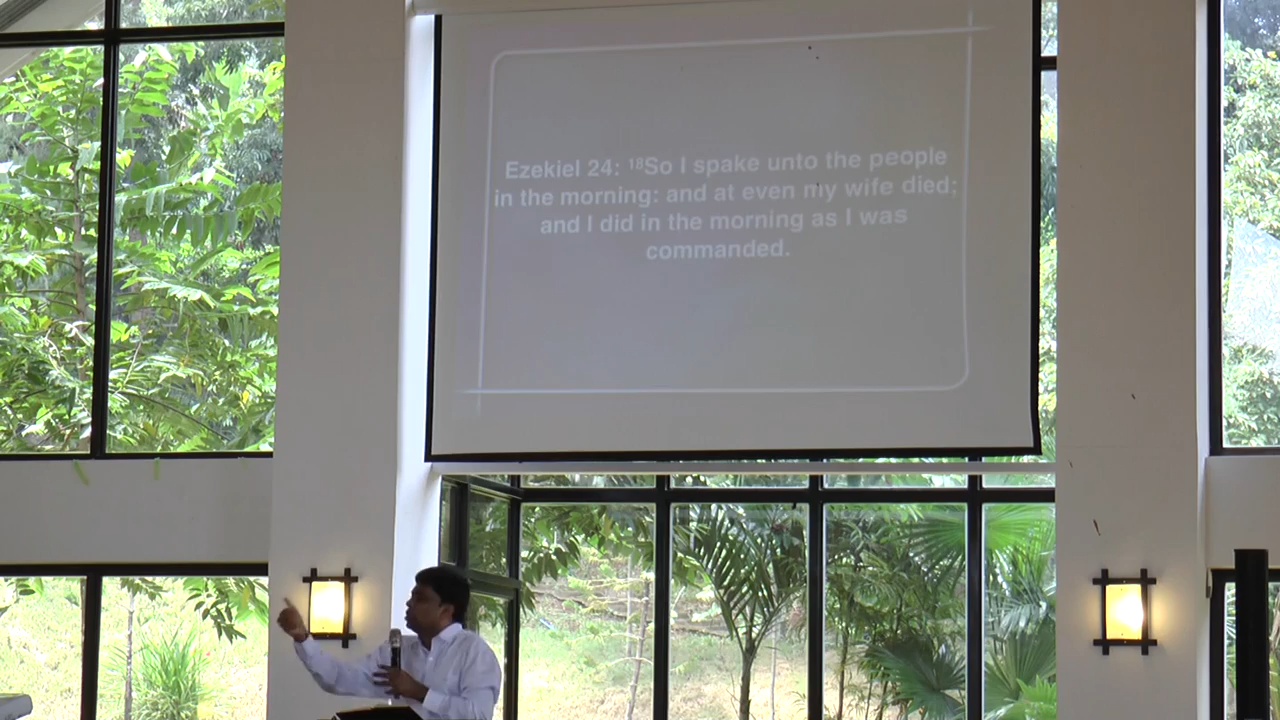 Ezekiel 24: ¹⁸So I spake unto the people
in the morning: and at even my wife died;
and I did in the morning as I was
commanded.